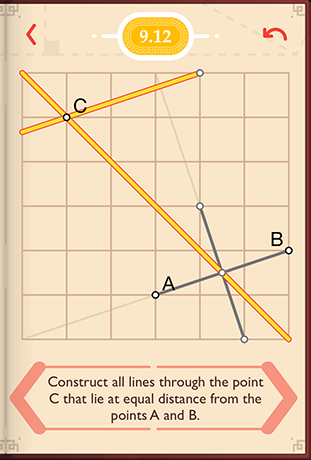 9.12
C
B
A
Construct all lines through the point
C that lie at equal distance from the
points A and B.